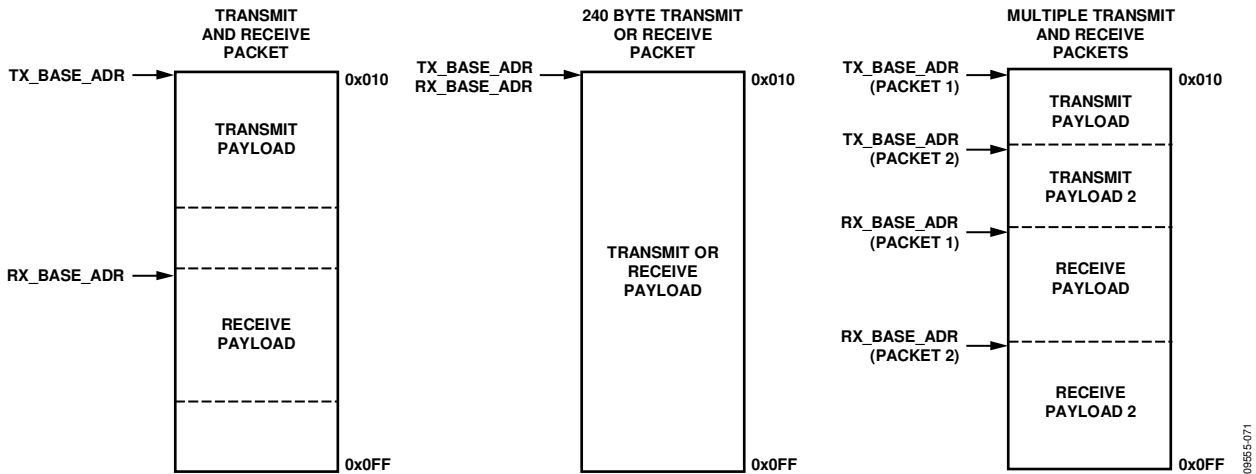 TRANSMIT
AND RECEIVE
PACKET
TX_BASE_ADR
0x010
TRANSMIT
PAYLOAD
RX_BASE_ADR
RECEIVE
PAYLOAD
0x0FF
240 BYTE TRANSMIT
OR RECEIVE
PACKET
TX_BASE_ADR
RX_BASE_ADR
0x010
TRANSMIT OR
RECEIVE
PAYLOAD
0x0FF
MULTIPLE TRANSMIT
AND RECEIVE
PACKETS
TX_BASE_ADR
(PACKET 1)
0x010
TRANSMIT
PAYLOAD
TX_BASE_ADR
(PACKET 2)
TRANSMIT
PAYLOAD 2
RX_BASE_ADR
(PACKET 1)
RECEIVE
PAYLOAD
RX_BASE_ADR
(PACKET 2)
RECEIVE
PAYLOAD 2
0x0FF
09555-071